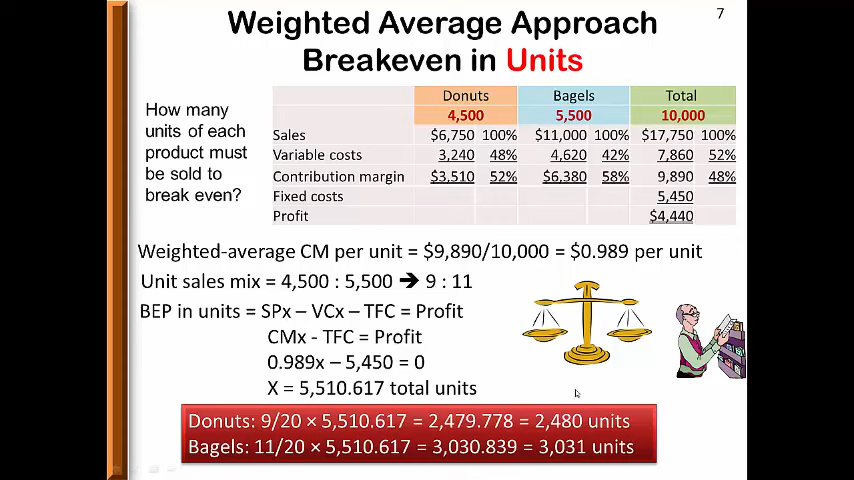 7
Weighted Average Approach
Breakeven in Units
How many
units of each
product must
be sold to
break even?
Donuts Bagels Total
4,500 5,500 10,000
Sales $6,750 100% $11,000 100% $17,750 100%
Variable costs 3,240 48% 4,620 42% 7,860 52%
Contribution margin $3,510 52% $6,380 58% 9,890 48%
Fixed costs 5,450
Profit $4,440
Weighted-average CM per unit = $9,890/10,000 = $0.989 per unit
Unit sales mix = 4,500 : 5,500 ➔ 9 : 11
BEP in units = SPx – VCx – TFC = Profit
CMx - TFC = Profit
0.989x – 5,450 = 0
X = 5,510.617 total units
Donuts: 9/20 × 5,510.617 = 2,479.778 = 2,480 units
Bagels: 11/20 × 5,510.617 = 3,030.839 = 3,031 units